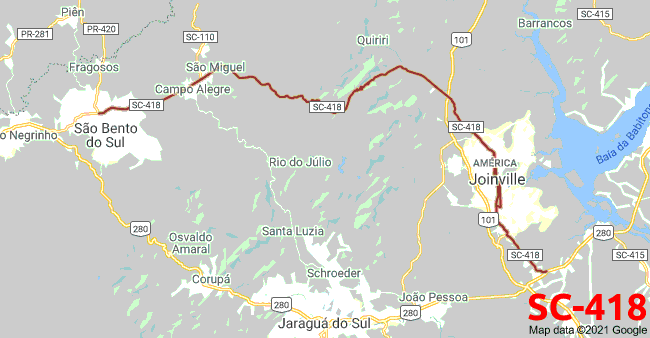 SC-415
Barrancos
Piên
PR-281
PR-420
SC-110
101
Quiriri
Fragosos
São Miguel
SC-418
Campo Alegre
SC-418
São Bento
do Sul
o Negrinho
SC-418
Baía da Babitonga
AMÉRICA
Joinville
Rio do Júlio
280
Osvaldo
Amaral
Santa Luzia
101
280
SC-418
SC-415
Corupá
Schroeder
280
João Pessoa
280
Jaraguá do Sul
SC-418
Map data ©2021 Google